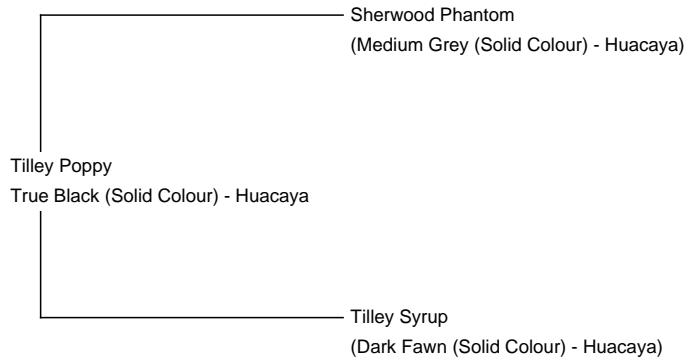 Sherwood Phantom
(Medium Grey (Solid Colour) - Huacaya)
Tilley Poppy
True Black (Solid Colour) - Huacaya
Tilley Syrup
(Dark Fawn (Solid Colour) - Huacaya)